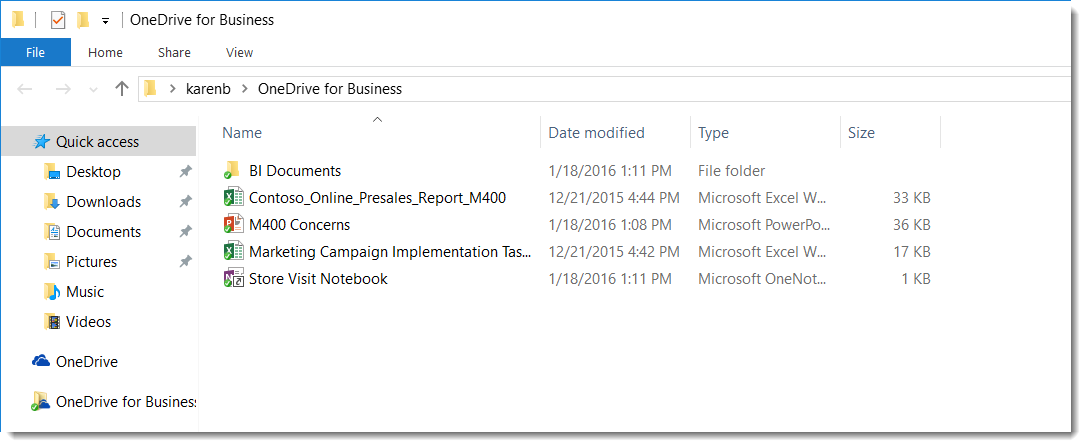 OneDrive for Business
File Home Share View
karenb OneDrive for Business
Name Date modified Type Size
Quick access
Desktop
Downloads
Documents
Pictures
Music
Videos
OneDrive
OneDrive for Business
BI Documents 1/18/2016 1:11 PM File folder
Contoso_Online_Presales_Report_M400 12/21/2015 4:44 PM Microsoft Excel W... 33 KB
M400 Concerns 1/18/2016 1:08 PM Microsoft PowerPo... 36 KB
Marketing Campaign Implementation Tas... 12/21/2015 4:42 PM Microsoft Excel W... 17 KB
Store Visit Notebook 1/18/2016 1:11 PM Microsoft OneNot... 1 KB